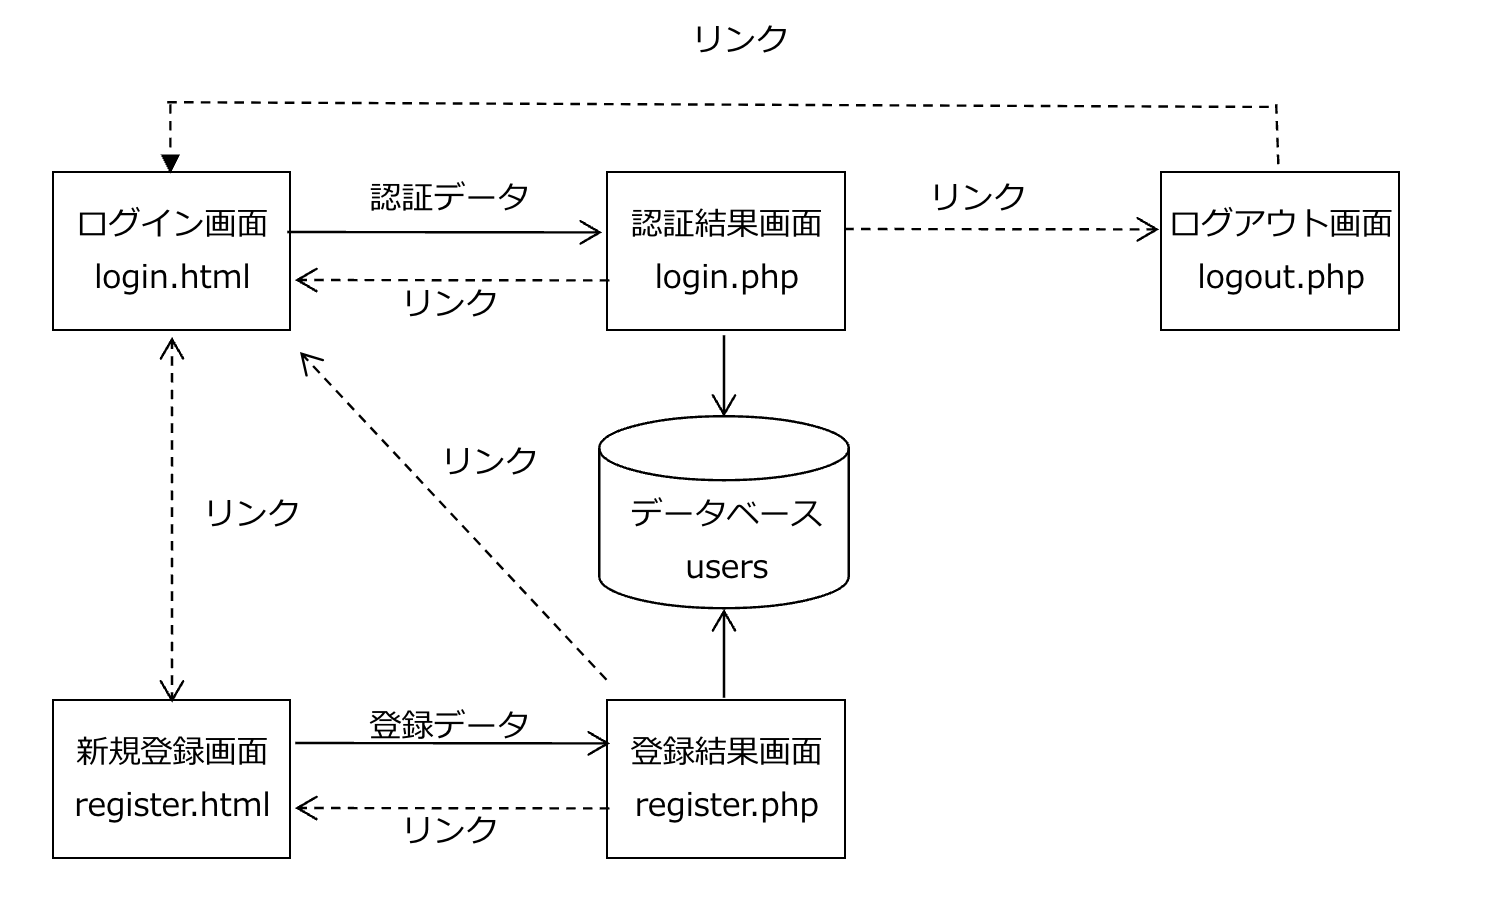 リンク
ログイン画面
login.html
認証データ
リンク
認証結果画面
login.php
リンク
ログアウト画面
logout.php
リンク
リンク
データベース
users
新規登録画面
register.html
登録データ
リンク
登録結果画面
register.php